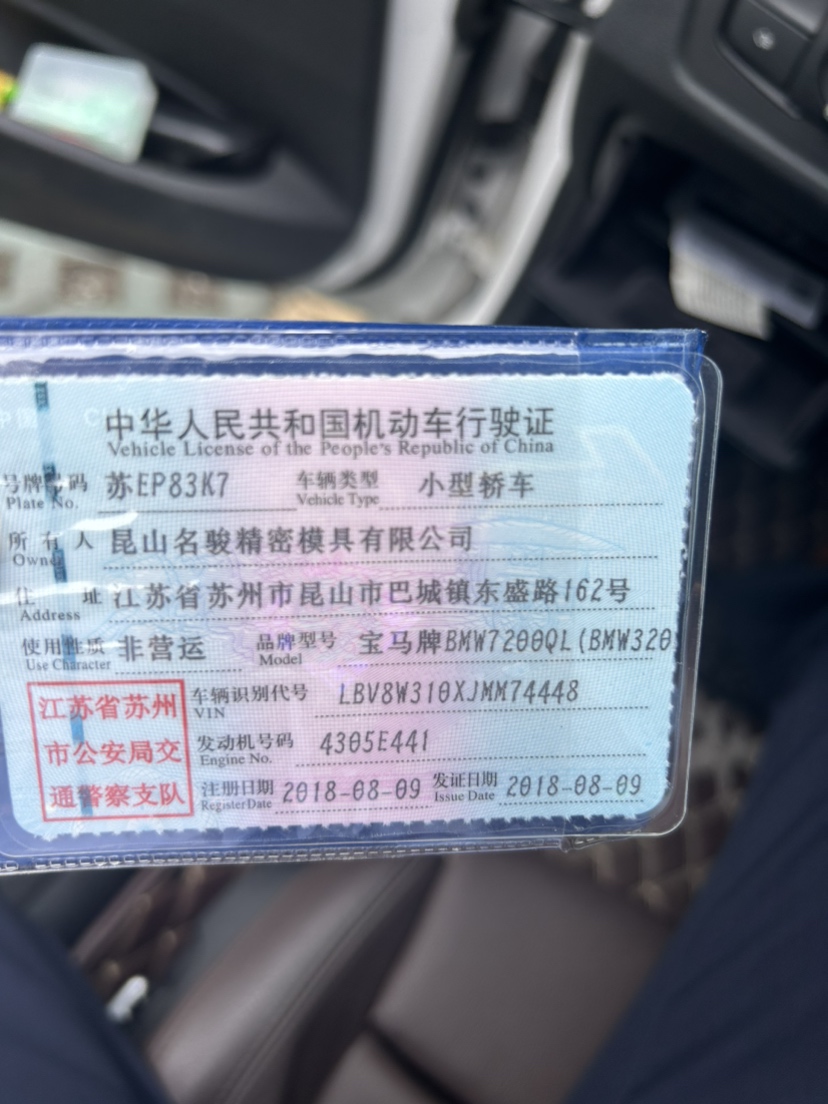 中华人民共和国机动车行驶证
Vehicle License of the People's Republic of China
号牌号码 苏EP83K7 车辆类型 小型轿车
Plate No. Vehicle Type
所有人 昆山名骏精密模具有限公司
Owner
住址 江苏省苏州市昆山市巴城镇东盛路162号
Address
使用性质 非营运 品牌型号 宝马牌BMW7200QL(BMW320
Use Character Model
江苏省苏州
市公安局交
通警察支队
车辆识别代号 LBV8W310XJMM74448
VIN
发动机号码 4305E441
Engine No.
注册日期 2018-08-09 发证日期 2018-08-09
Register Date Issue Date